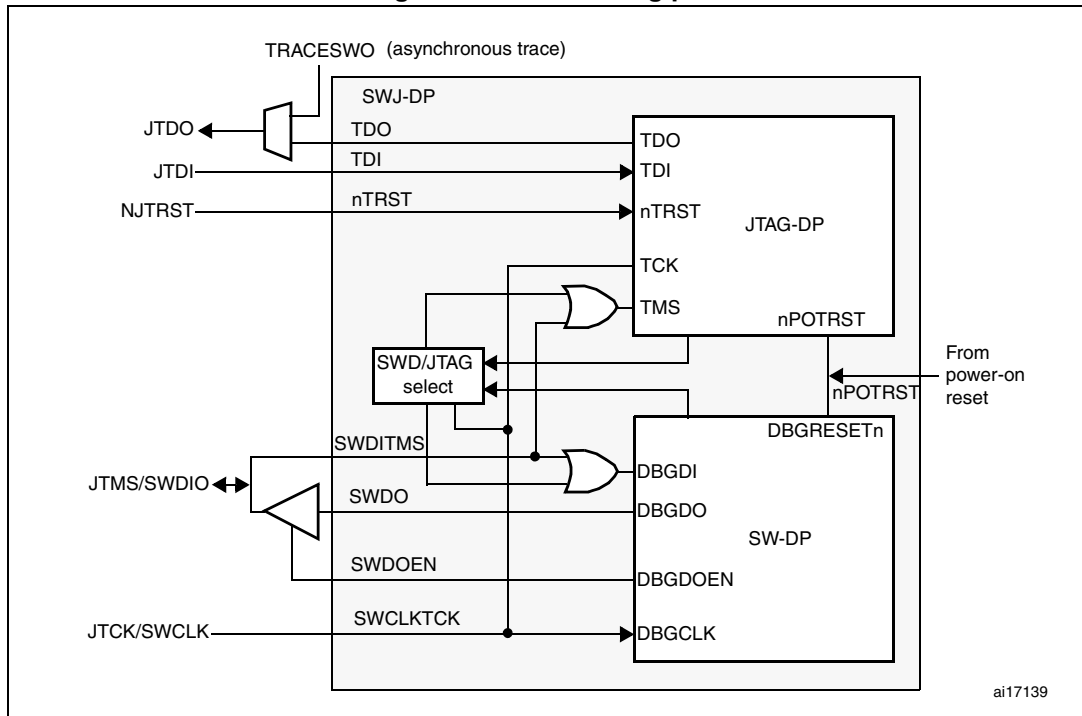 TRACESWO (asynchronous trace)
SWJ-DP
JTDO
TDO
TDO
JTDI
TDI
TDI
NJTRST
nTRST
nTRST
JTAG-DP
TCK
TMS
nPOTRST
SWD/JTAG
select
From
power-on
reset
nPOTRST
DBGRESETn
SWDITMS
DBGDI
JTMS/SWDIO
SWDO
DBGDO
SW-DP
SWDOEN
DBGDOEN
JTCK/SWCLK
SWCLKTCK
DBGCLK
ai17139